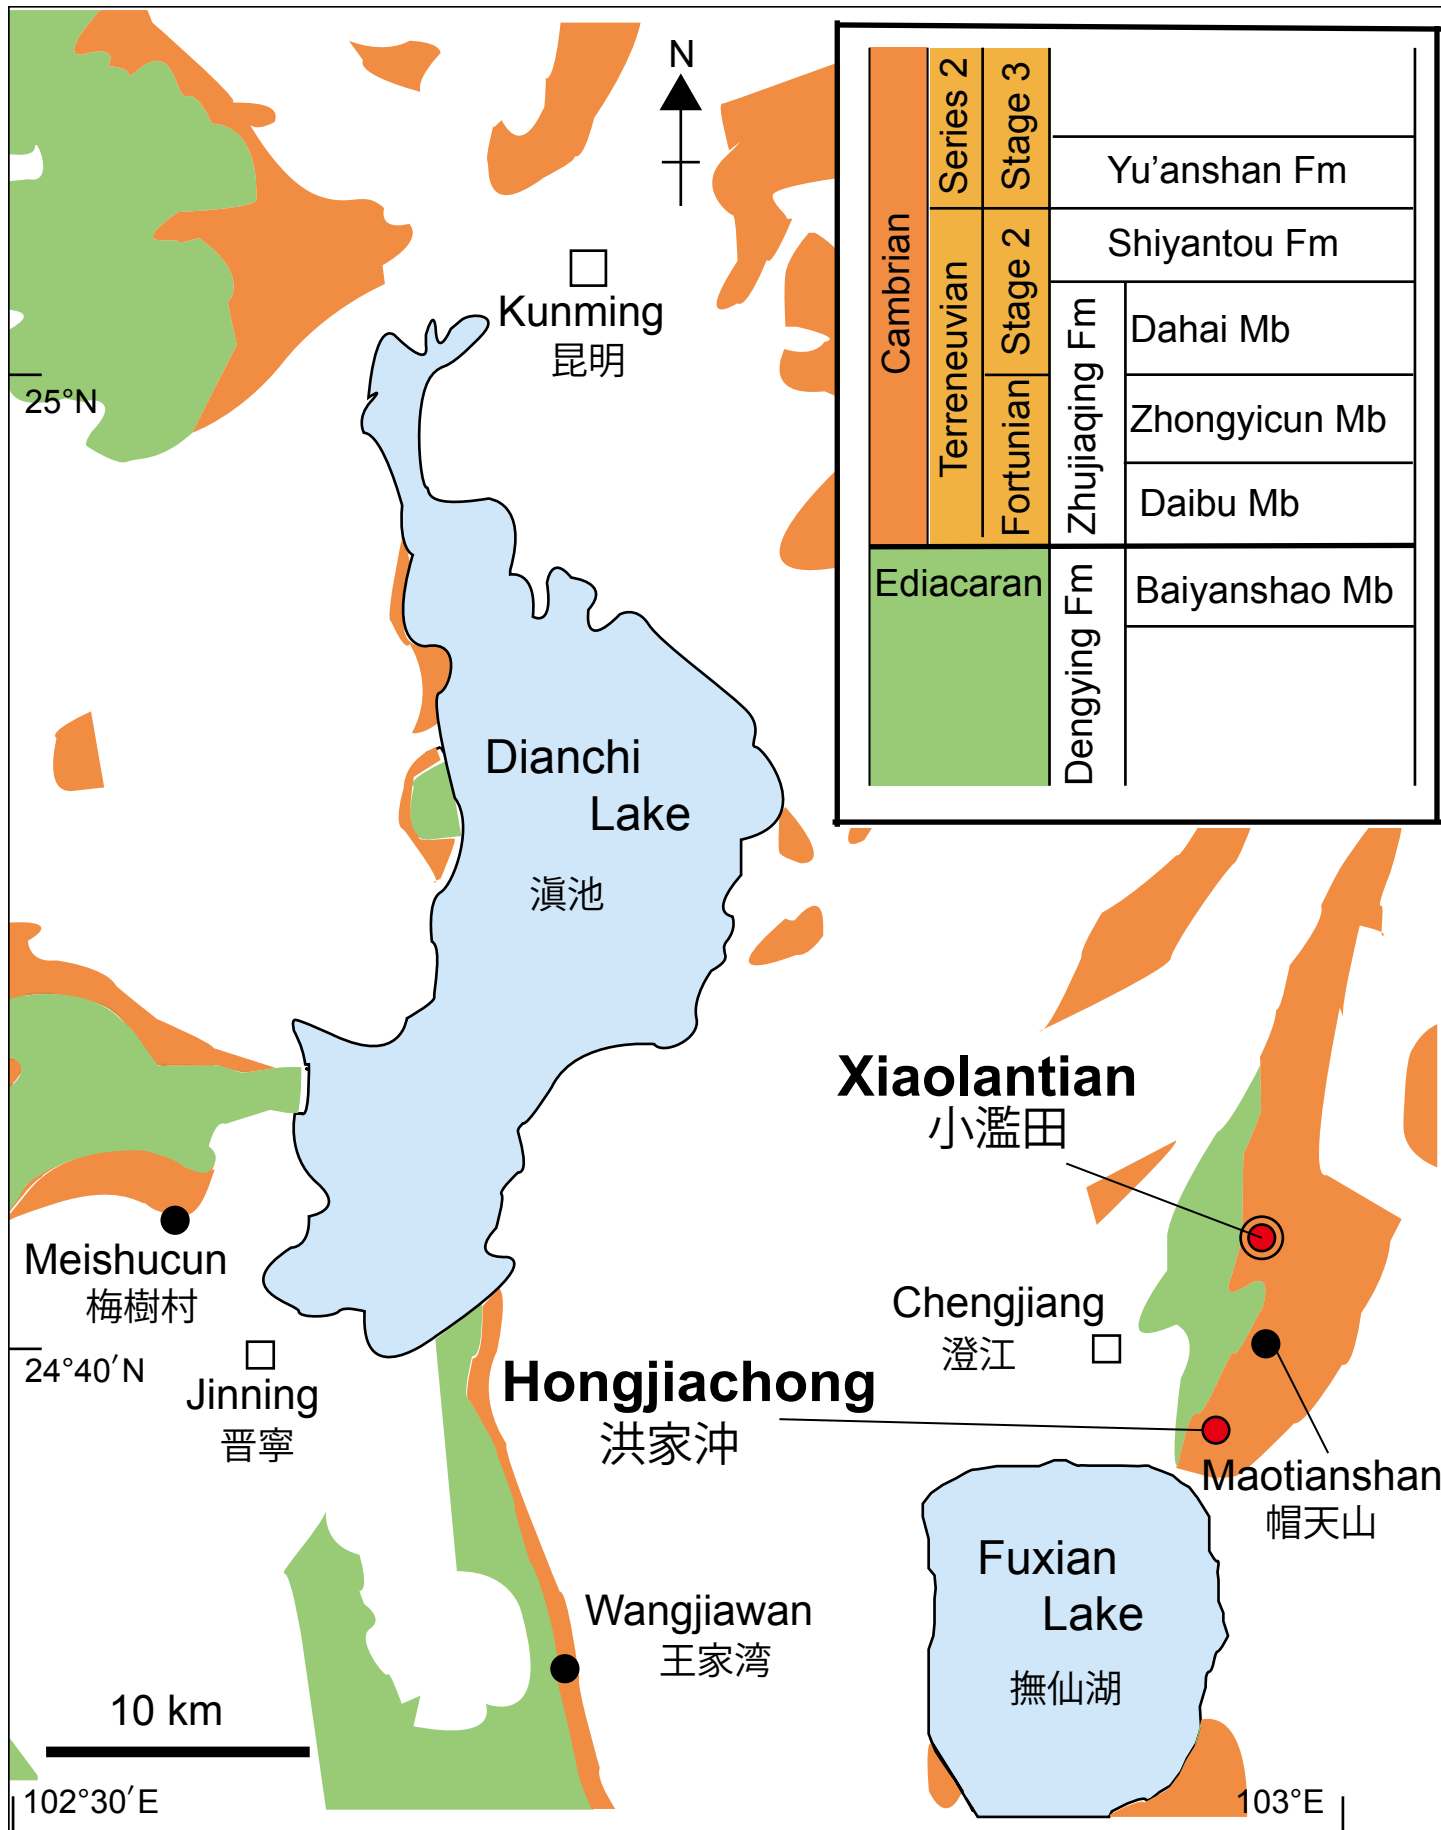 N
Kunming
昆明
25°N
Cambrian
Series 2
Stage 3
Terreneuvian
Stage 2
Fortunian
Yu’anshan Fm
Shiyantou Fm
Zhujiaqing Fm
Dahai Mb
Zhongyicun Mb
Daibu Mb
Ediacaran
Dengying Fm
Baiyanshao Mb
Dianchi
Lake
滇池
Xiaolantian
小濫田
Meishucun
梅樹村
Chengjiang
澄江
24°40′N
Jinning
晋寧
Hongjiachong
洪家沖
Maotianshan
帽天山
Fuxian
Lake
撫仙湖
Wangjiawan
王家湾
10 km
102°30′E
103°E